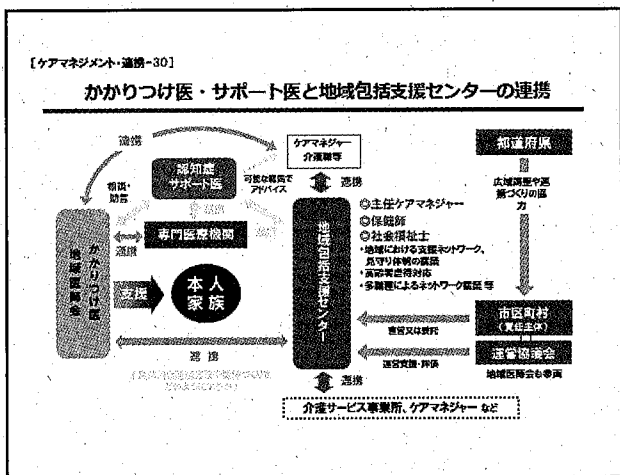 [ケアマネジメント・連携-30]
かかりつけ医・サポート医と地域包括支援センターの連携
連携
ケアマネジャー
介護職等
都道府県
認知症
サポート医
可能な範囲で
アドバイス
連携
相談・
助言
広域調整や連
携づくりの協
力
◎主任ケアマネジャー
◎保健師
◎社会福祉士
・地域における支援ネットワーク、
見守り体制の構築
・高齢者虐待対応
・多職種によるネットワーク構築 等
専門医療機関
連携
かかりつけ医
地域医師会
支援
本人
家族
地域包括支援センター
市区町村
(責任主体)
直営又は委託
連携
運営協議会
運営支援・評価
地域医師会も参画
連携
介護サービス事業所、ケアマネジャー など